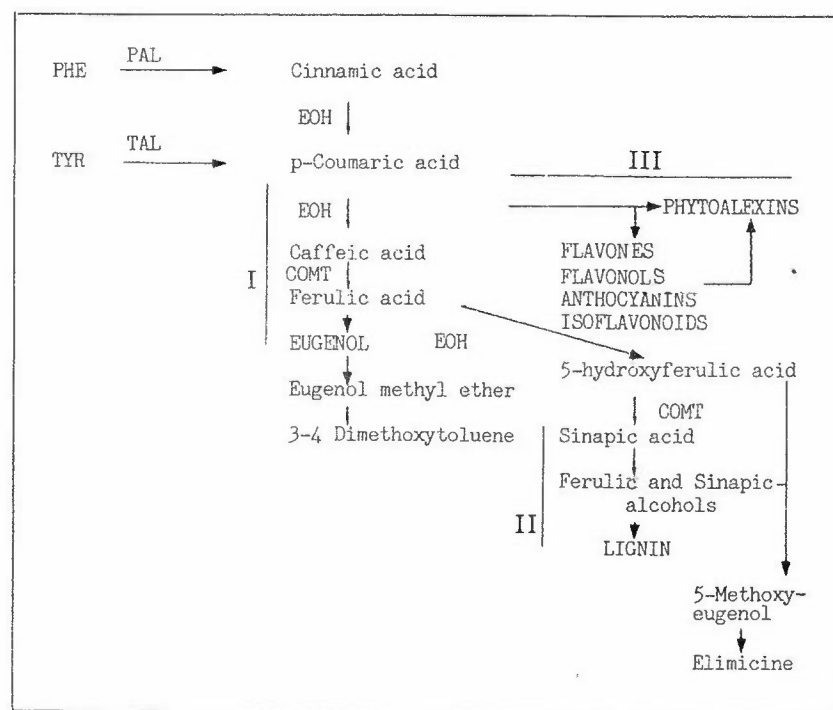 PHE PAL Cinnamic acid
EOH
TYR TAL p-Coumaric acid III
EOH PHYTOALEXINS
Caffeic acid FLAVONES
I COMT FLAVONOLS
Ferulic acid ANTHOCYANINS
ISOFLAVONOIDS
EUGENOL EOH
5-hydroxyferulic acid
Eugenol methyl ether
COMT
3-4 Dimethoxytoluene Sinapic acid
Ferulic and Sinapic-
alcohols
II
LIGNIN
5-Methoxy-
eugenol
Elimicine